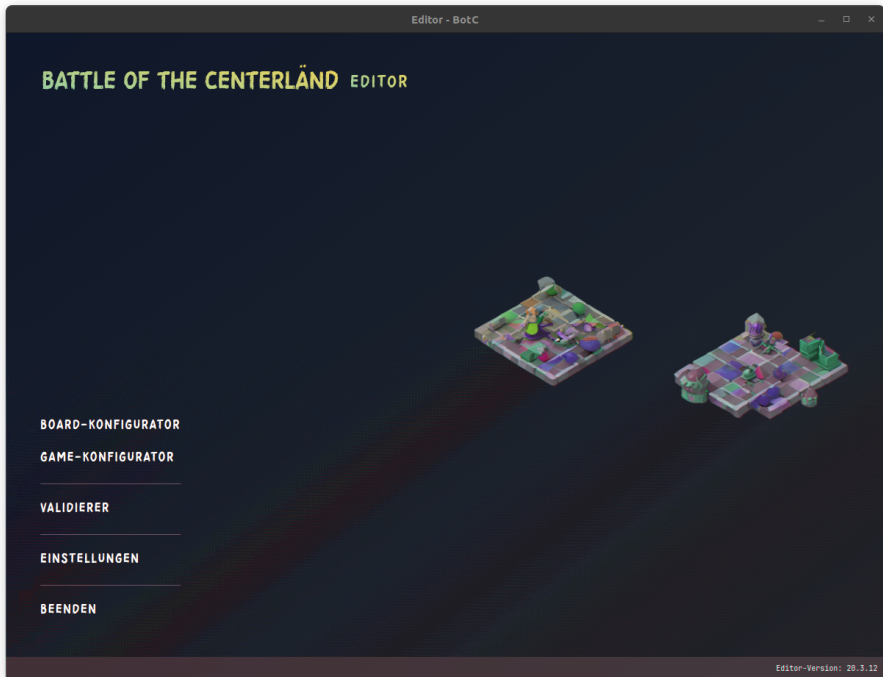 Editor - BotC
BATTLE OF THE CENTERLÄND EDITOR
BOARD-KONFIGURATOR
GAME-KONFIGURATOR
VALIDIERER
EINSTELLUNGEN
BEENDEN
Editor-Version: 20.3.12